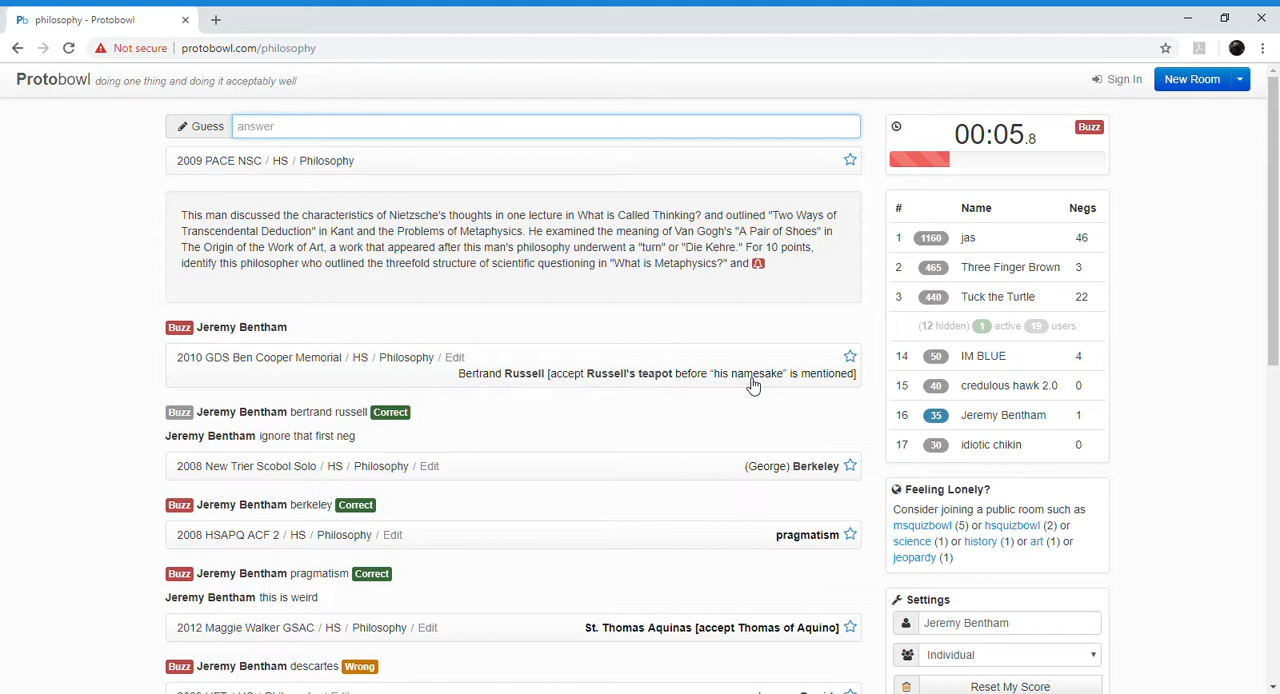 philosophy - Protobowl
Not secure protobowl.com/philosophy
Protobowl doing one thing and doing it acceptably well
Sign In New Room
Guess answer
2009 PACE NSC / HS / Philosophy
This man discussed the characteristics of Nietzsche's thoughts in one lecture in What is Called Thinking? and outlined "Two Ways of
Transcendental Deduction" in Kant and the Problems of Metaphysics. He examined the meaning of Van Gogh's "A Pair of Shoes" in
The Origin of the Work of Art, a work that appeared after this man's philosophy underwent a "turn" or "Die Kehre." For 10 points,
identify this philosopher who outlined the threefold structure of scientific questioning in "What is Metaphysics?" and
Buzz Jeremy Bentham
2010 GDS Ben Cooper Memorial / HS / Philosophy / Edit
Bertrand Russell [accept Russell's teapot before “his namesake” is mentioned]
Buzz Jeremy Bentham bertrand russell Correct
Jeremy Bentham ignore that first neg
2008 New Trier Scobol Solo / HS / Philosophy / Edit (George) Berkeley
Buzz Jeremy Bentham berkeley Correct
2008 HSAPQ ACF 2 / HS / Philosophy / Edit pragmatism
Buzz Jeremy Bentham pragmatism Correct
Jeremy Bentham this is weird
2012 Maggie Walker GSAC / HS / Philosophy / Edit St. Thomas Aquinas [accept Thomas of Aquino]
Buzz Jeremy Bentham descartes Wrong
00:05.8 Buzz
# Name Negs
1 1160 jas 46
2 465 Three Finger Brown 3
3 440 Tuck the Turtle 22
(12 hidden) 1 active 19 users
14 50 IM BLUE 4
15 40 credulous hawk 2.0 0
16 35 Jeremy Bentham 1
17 30 idiotic chikin 0
Feeling Lonely?
Consider joining a public room such as
msquizbowl (5) or hsquizbowl (2) or
science (1) or history (1) or art (1) or
jeopardy (1)
Settings
Jeremy Bentham
Individual
Reset My Score